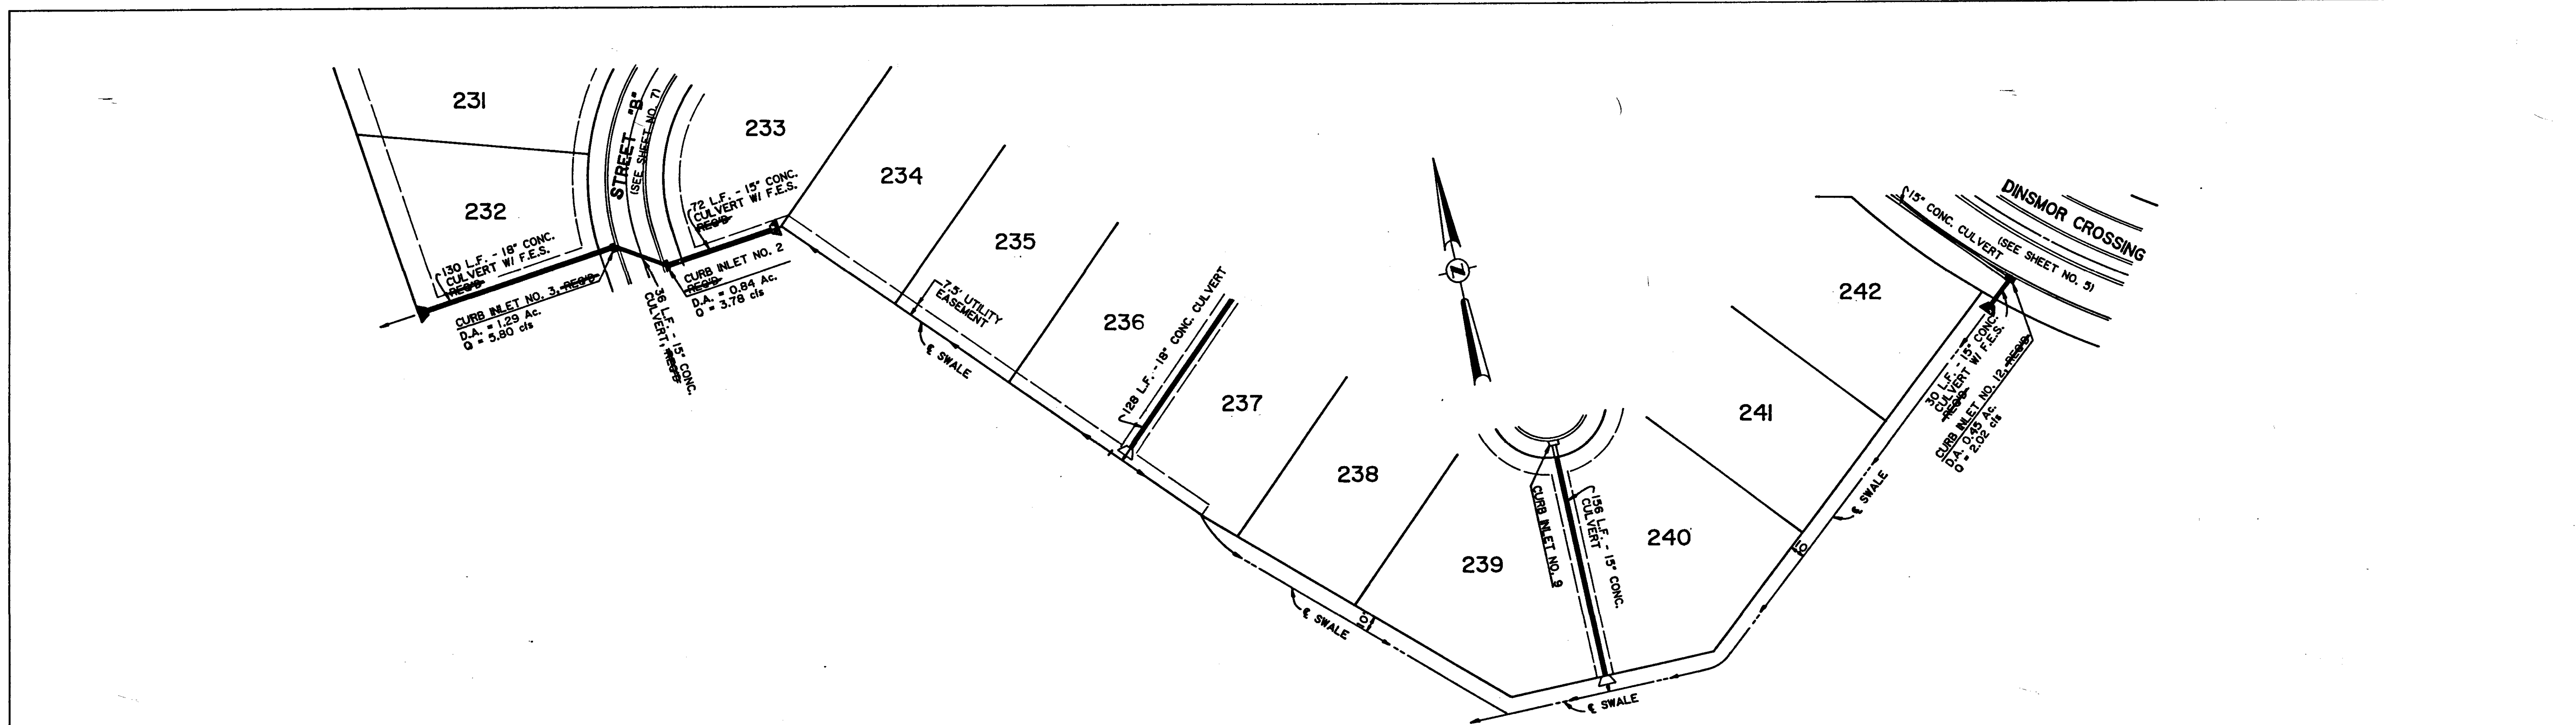 231
232
233
234
235
236
237
238
239
240
241
242
STREET "B"
(SEE SHEET NO. 7)
130 L.F. - 18" CONC.
CULVERT W/ F.E.S.
REQ'D
CURB INLET NO. 3, REQ'D
D.A. = 1.29 Ac.
Q = 5.80 cfs
36 L.F. - 15" CONC.
CULVERT, REQ'D
72 L.F. - 15" CONC.
CULVERT W/ F.E.S.
REQ'D
CURB INLET NO. 2
REQ'D
D.A. = 0.84 Ac.
Q = 3.78 cfs
7.5' UTILITY
EASEMENT
℄ SWALE
128 L.F. - 18" CONC. CULVERT
N
℄ SWALE
10'
CURB INLET NO. 9
156 L.F. - 15" CONC.
CULVERT
℄ SWALE
10'
℄ SWALE
15" CONC. CULVERT
(SEE SHEET NO. 5)
DINSMOR CROSSING
30 L.F. - 15" CONC.
CULVERT W/ F.E.S.
REQ'D
CURB INLET NO. 12, REQ'D
D.A. 0.45 Ac.
Q = 2.02 cfs